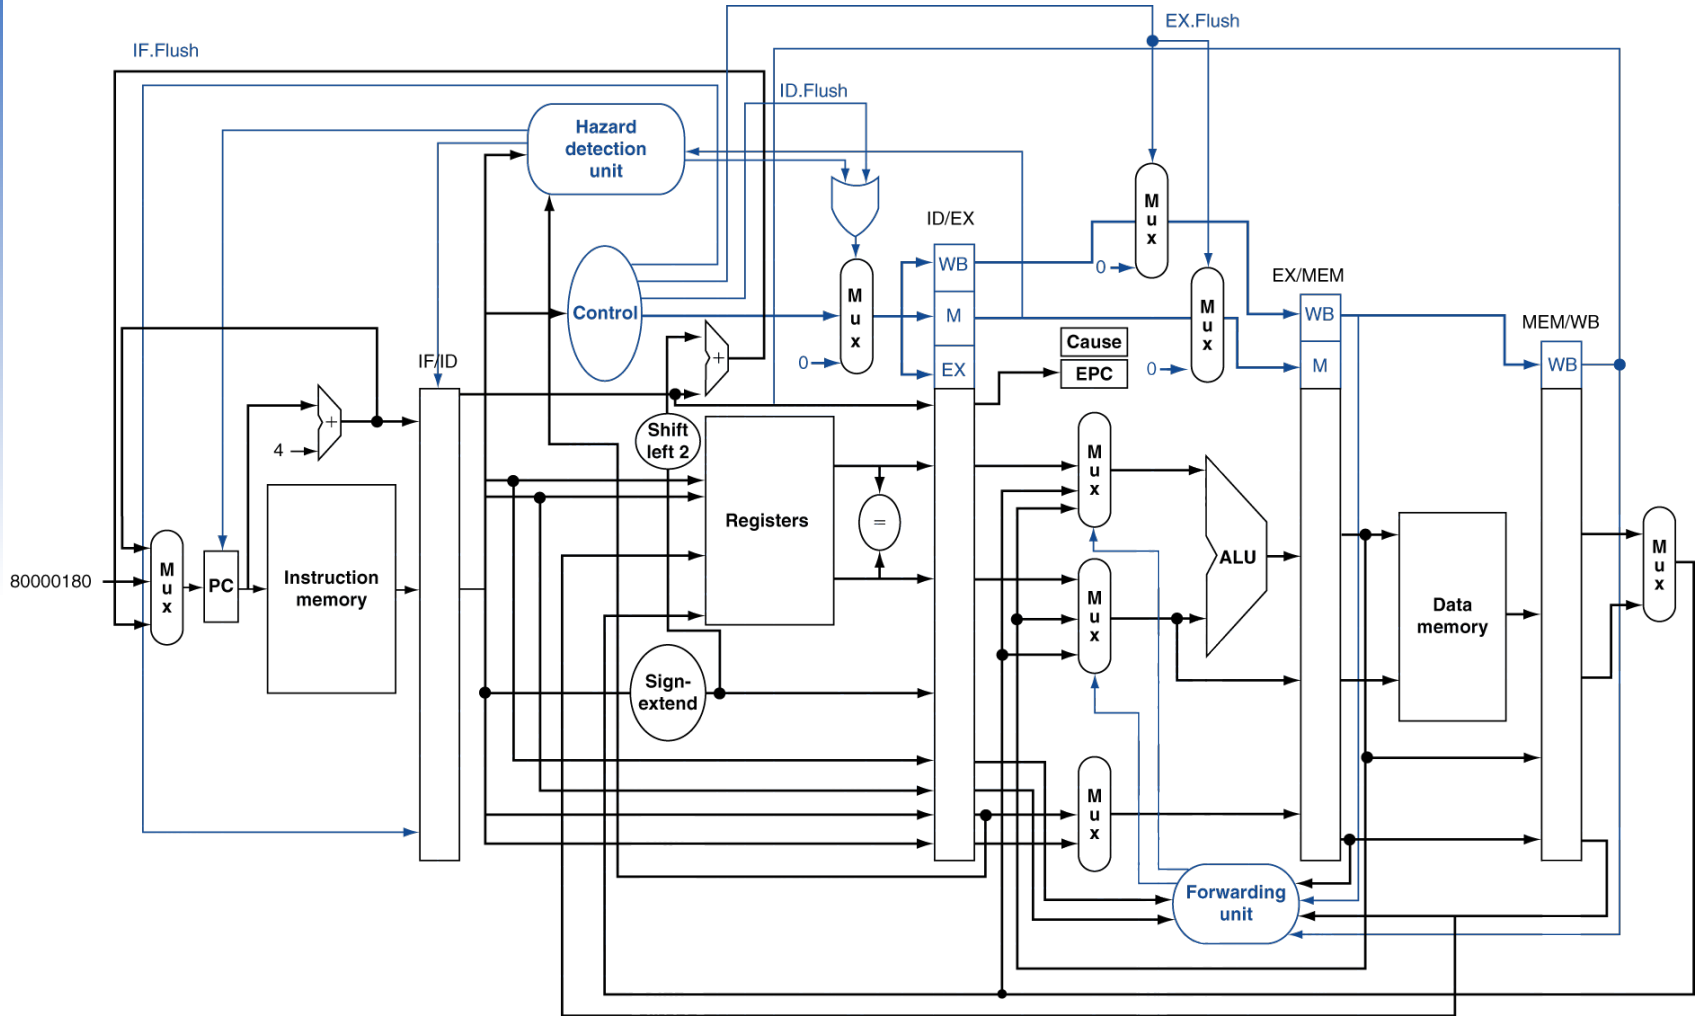 EX.Flush
IF.Flush
ID.Flush
Hazard
detection
unit
M
u
x
ID/EX
WB
0
M
u
x
EX/MEM
Control
M
u
x
M
WB
MEM/WB
Cause
+
IF/ID
0
EX
EPC
0
M
WB
+
4
Shift
left 2
M
u
x
Registers
=
M
u
x
80000180
PC
Instruction
memory
ALU
M
u
x
M
u
x
Data
memory
Sign-
extend
M
u
x
Forwarding
unit